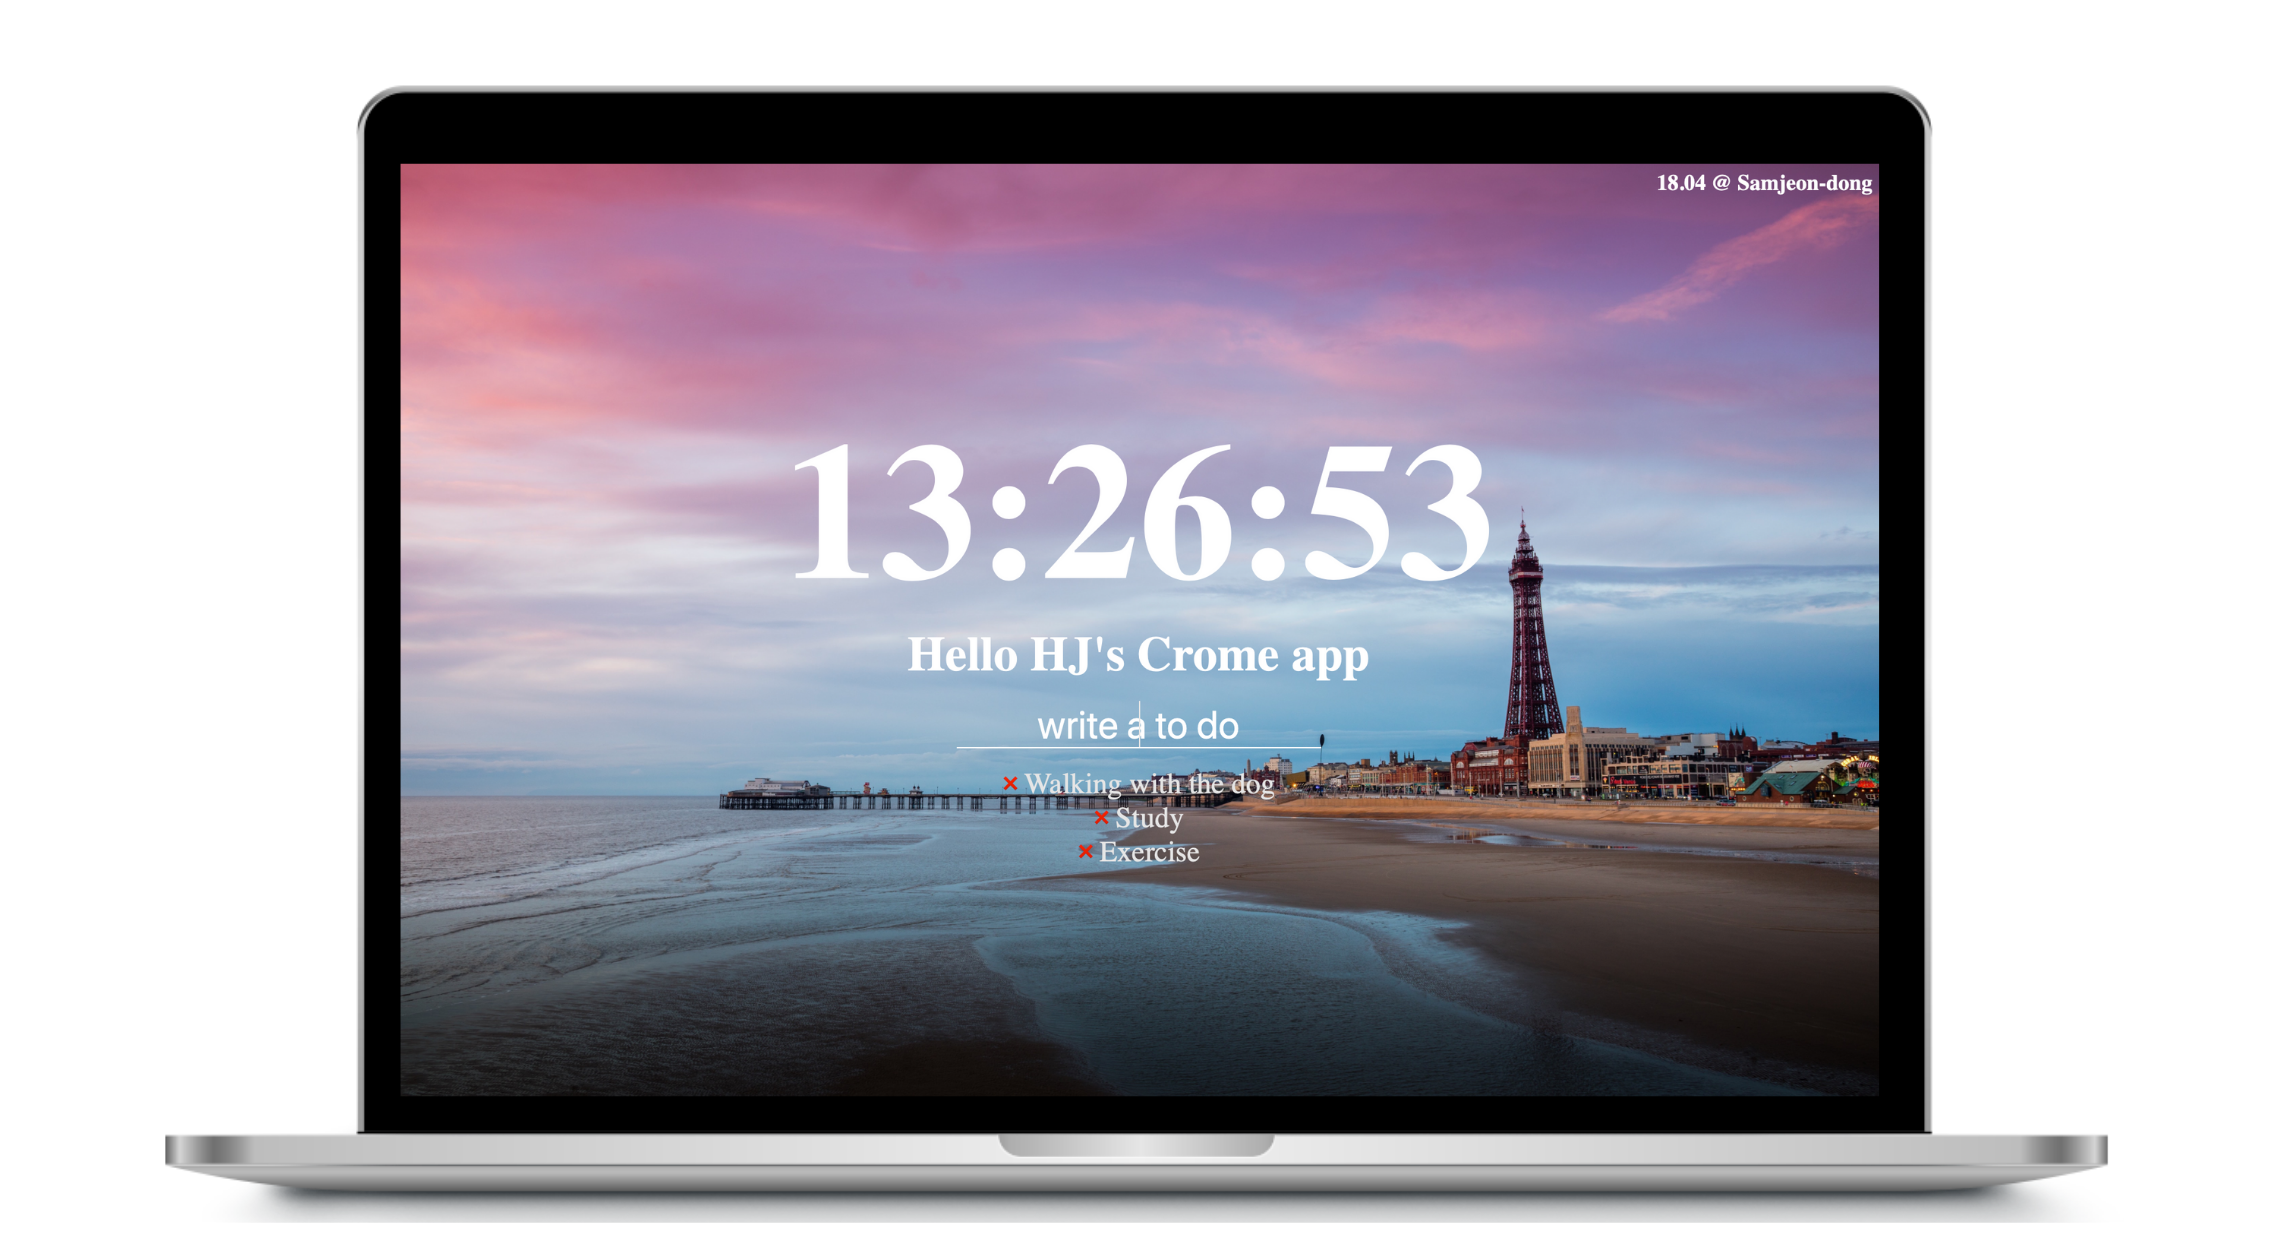 18.04 @ Samjeon-dong
13:26:53
Hello HJ's Crome app
write a to do
❌ Walking with the dog
❌ Study
❌ Exercise